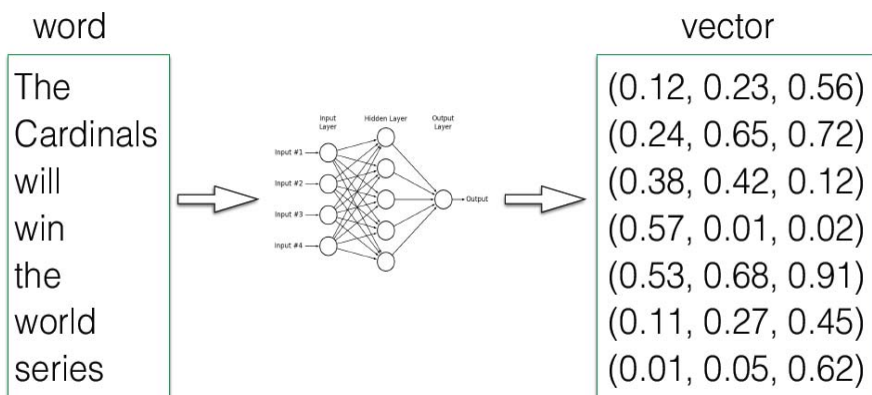 word
vector
The
Cardinals
will
win
the
world
series
Input Layer
Hidden Layer
Output Layer
Input #1
Input #2
Input #3
Input #4
Output
(0.12, 0.23, 0.56)
(0.24, 0.65, 0.72)
(0.38, 0.42, 0.12)
(0.57, 0.01, 0.02)
(0.53, 0.68, 0.91)
(0.11, 0.27, 0.45)
(0.01, 0.05, 0.62)